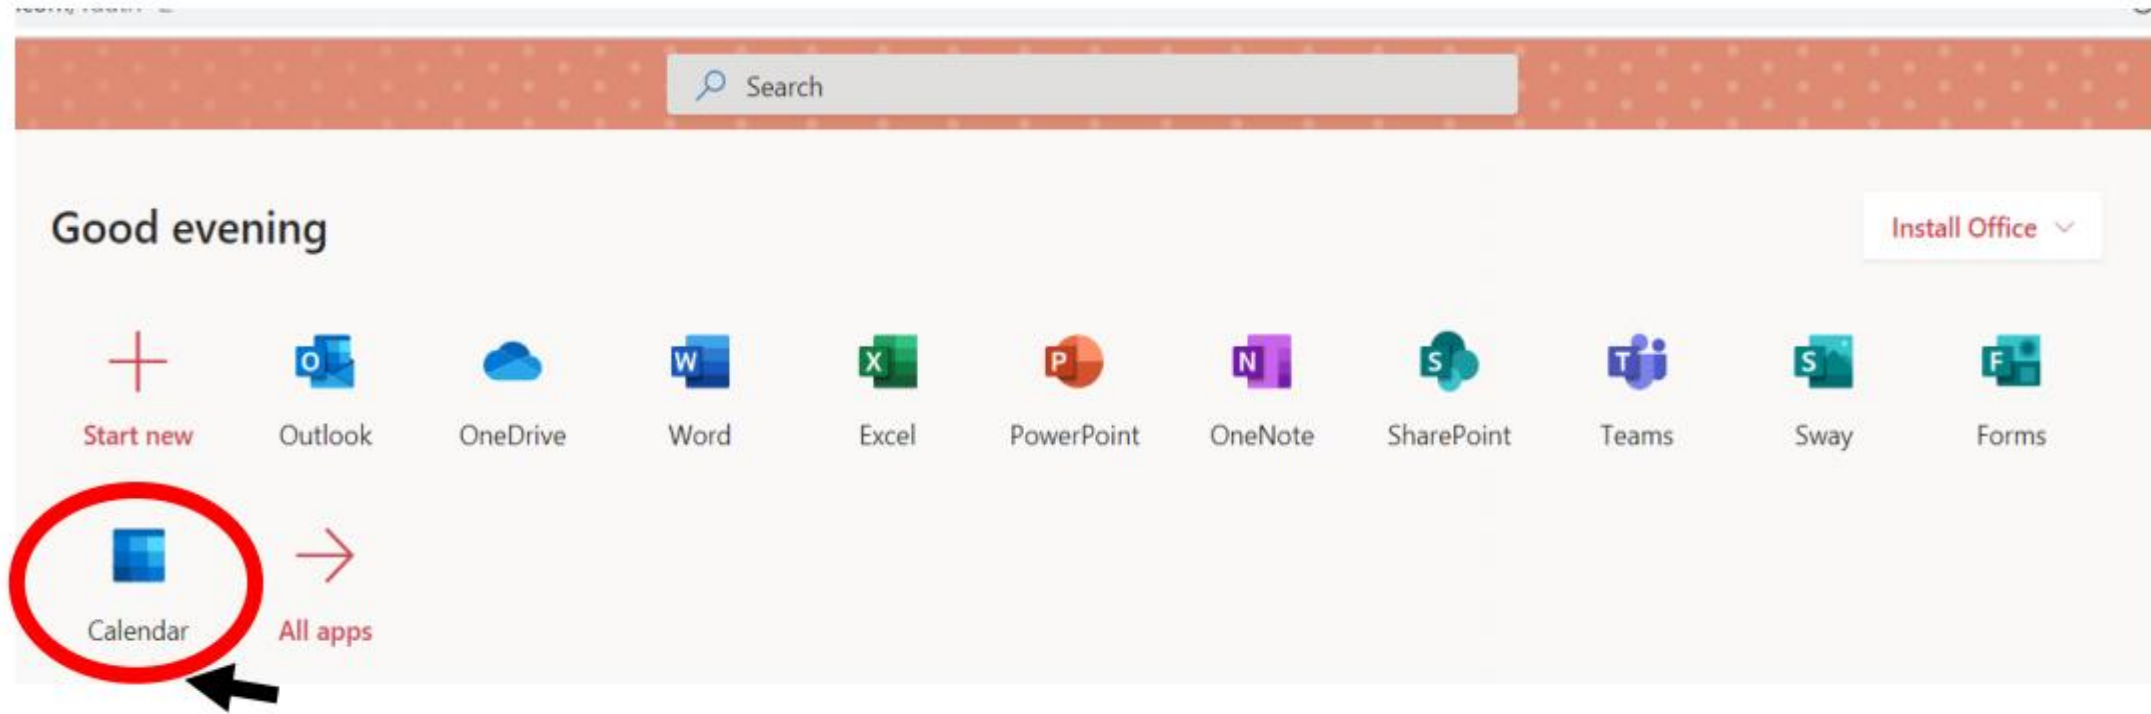 Search
Good evening
Install Office
Start new
Outlook
OneDrive
Word
Excel
PowerPoint
OneNote
SharePoint
Teams
Sway
Forms
Calendar
All apps